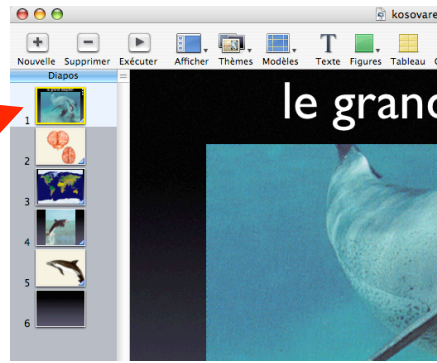 kosovare
Nouvelle Supprimer Exécuter Afficher Thèmes Modèles Texte Figures Tableau
Diapos
le grand
1
2
3
4
5
6